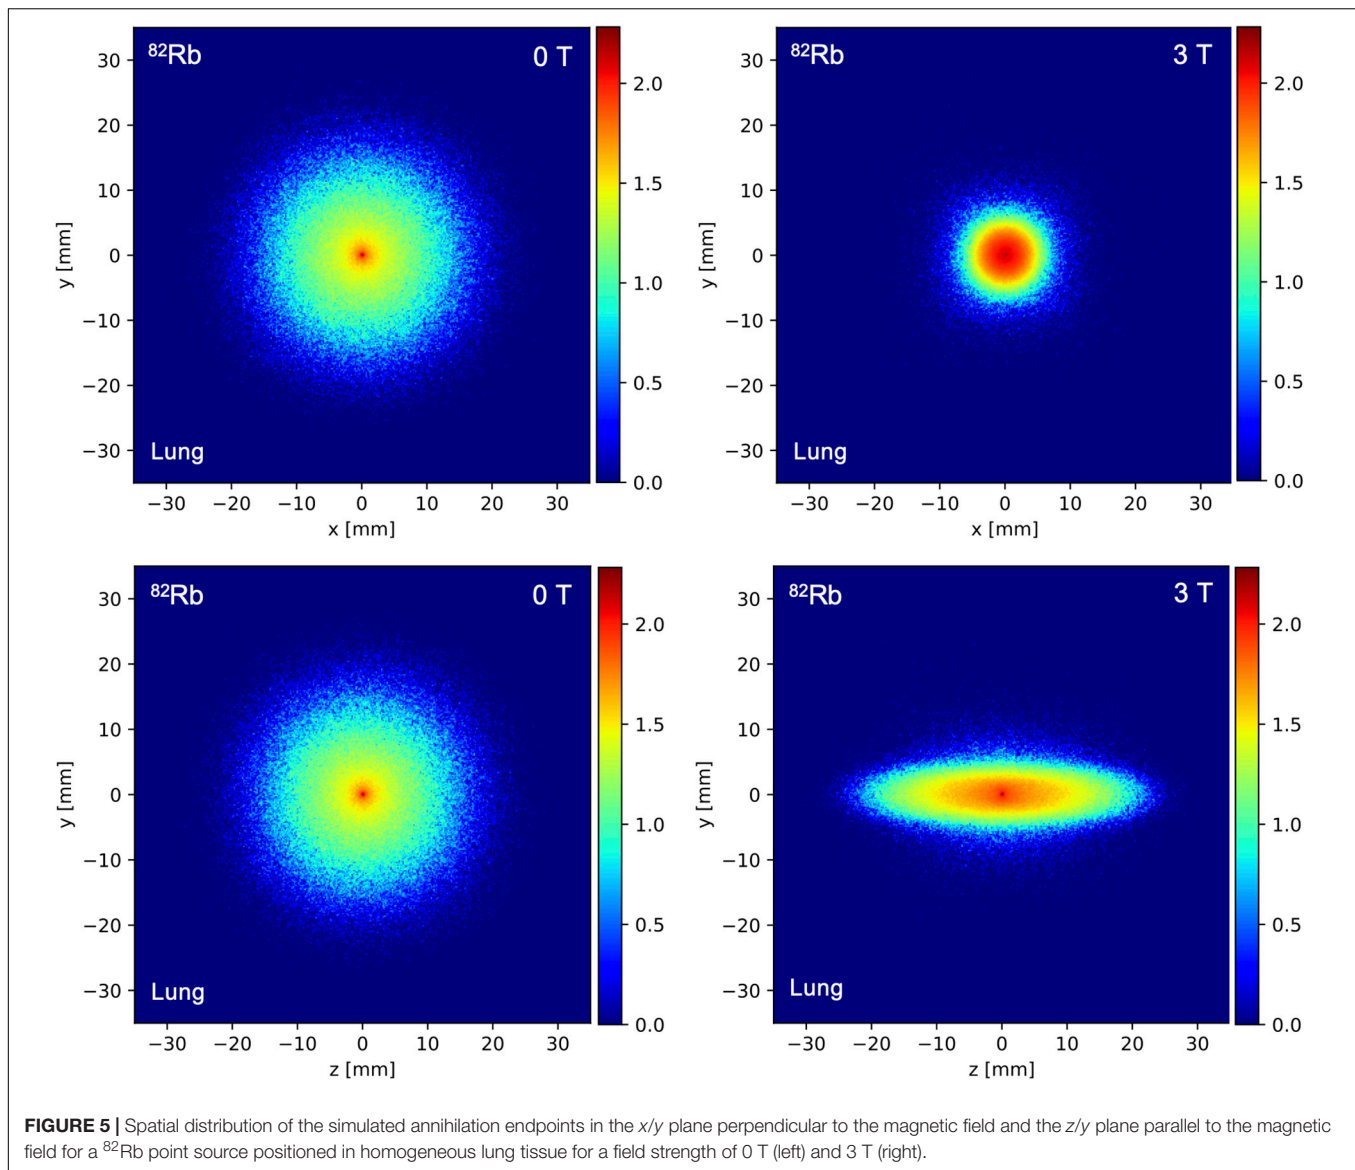 ⁸²Rb
0 T
30
20
10
0
−10
−20
−30
y [mm]
Lung
−30 −20 −10 0 10 20 30
x [mm]
2.0
1.5
1.0
0.5
0.0
⁸²Rb
3 T
30
20
10
0
−10
−20
−30
y [mm]
Lung
−30 −20 −10 0 10 20 30
x [mm]
2.0
1.5
1.0
0.5
0.0
⁸²Rb
0 T
30
20
10
0
−10
−20
−30
y [mm]
Lung
−30 −20 −10 0 10 20 30
z [mm]
2.0
1.5
1.0
0.5
0.0
⁸²Rb
3 T
30
20
10
0
−10
−20
−30
y [mm]
Lung
−30 −20 −10 0 10 20 30
z [mm]
2.0
1.5
1.0
0.5
0.0
FIGURE 5 | Spatial distribution of the simulated annihilation endpoints in the x/y plane perpendicular to the magnetic field and the z/y plane parallel to the magnetic
field for a ⁸²Rb point source positioned in homogeneous lung tissue for a field strength of 0 T (left) and 3 T (right).